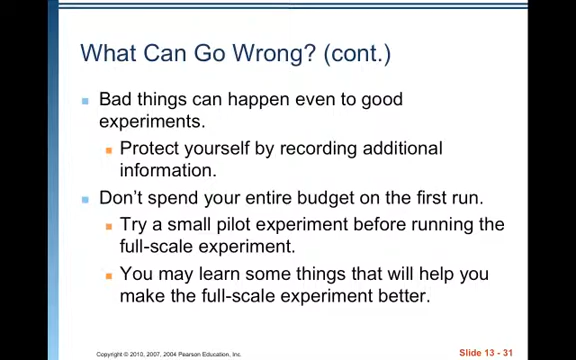 What Can Go Wrong? (cont.)
Bad things can happen even to good
experiments.
Protect yourself by recording additional
information.
Don't spend your entire budget on the first run.
Try a small pilot experiment before running the
full-scale experiment.
You may learn some things that will help you
make the full-scale experiment better.
Copyright © 2010, 2007, 2004 Pearson Education, Inc.
Slide 13 - 31